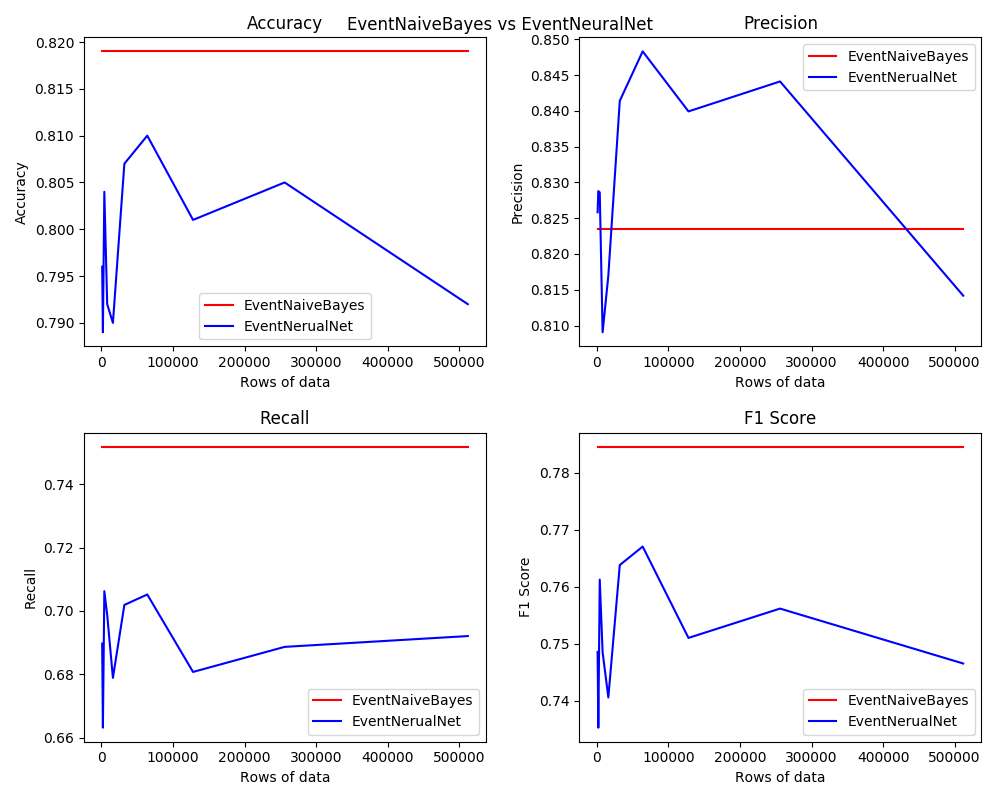 EventNaiveBayes vs EventNeuralNet
Accuracy
0.820
0.815
0.810
0.805
0.800
0.795
0.790
Accuracy
EventNaiveBayes
EventNerualNet
0
100000
200000
300000
400000
500000
Rows of data
Precision
0.850
0.845
0.840
0.835
0.830
0.825
0.820
0.815
0.810
Precision
EventNaiveBayes
EventNerualNet
0
100000
200000
300000
400000
500000
Rows of data
Recall
0.74
0.72
0.70
0.68
0.66
Recall
EventNaiveBayes
EventNerualNet
0
100000
200000
300000
400000
500000
Rows of data
F1 Score
0.78
0.77
0.76
0.75
0.74
F1 Score
EventNaiveBayes
EventNerualNet
0
100000
200000
300000
400000
500000
Rows of data